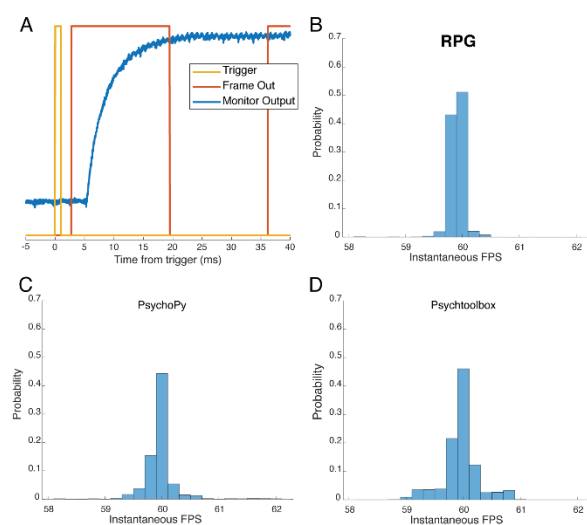 A
Trigger
Frame Out
Monitor Output
-5 0 5 10 15 20 25 30 35 40
Time from trigger (ms)
B
RPG
0.7
0.6
0.5
0.4
0.3
0.2
0.1
0
Probability
58 59 60 61 62
Instantaneous FPS
C
PsychoPy
0.7
0.6
0.5
0.4
0.3
0.2
0.1
0
Probability
58 59 60 61 62
Instantaneous FPS
D
Psychtoolbox
0.7
0.6
0.5
0.4
0.3
0.2
0.1
0
Probability
58 59 60 61 62
Instantaneous FPS